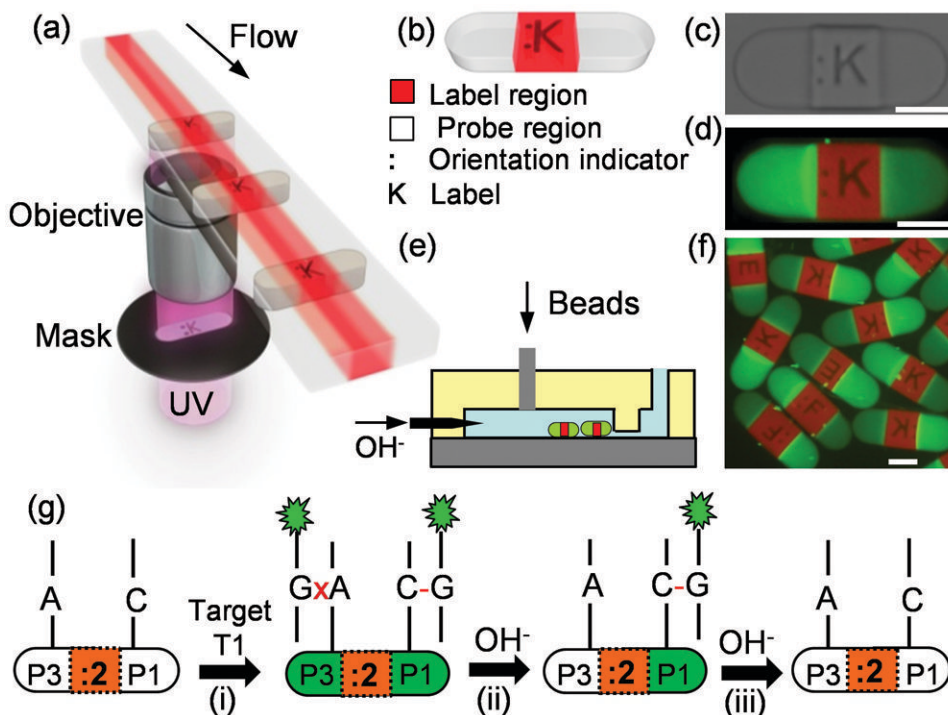 (a)
Flow
Objective
Mask
UV
:K
(b)
:K
Label region
Probe region
: Orientation indicator
K Label
(c)
:K
(d)
:K
(e)
Beads
OH⁻
(f)
E
K
K
K
E
K
:F
:F
K
(g)
A
C
P3 :2 P1
Target
T1
(i)
GxA
C-G
P3 :2 P1
OH⁻
(ii)
A
C-G
P3 :2 P1
OH⁻
(iii)
A
C
P3 :2 P1